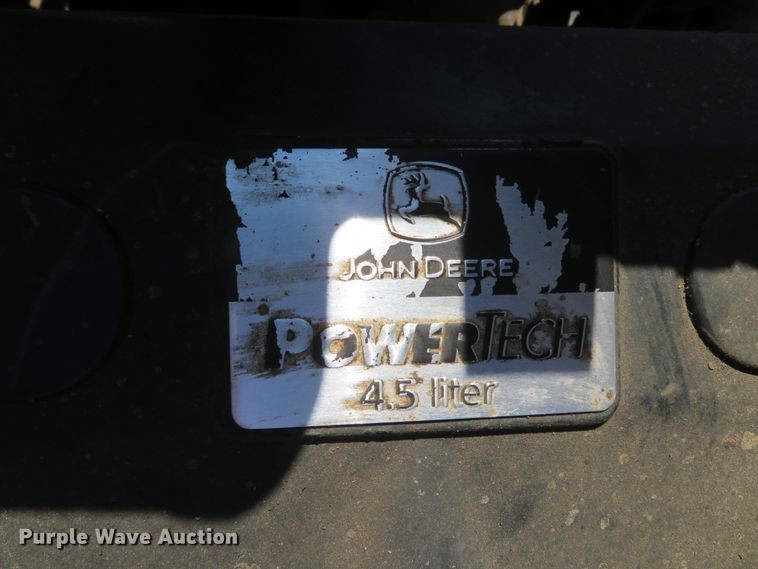 JOHN DEERE
POWERTECH
4.5 liter
Purple Wave Auction